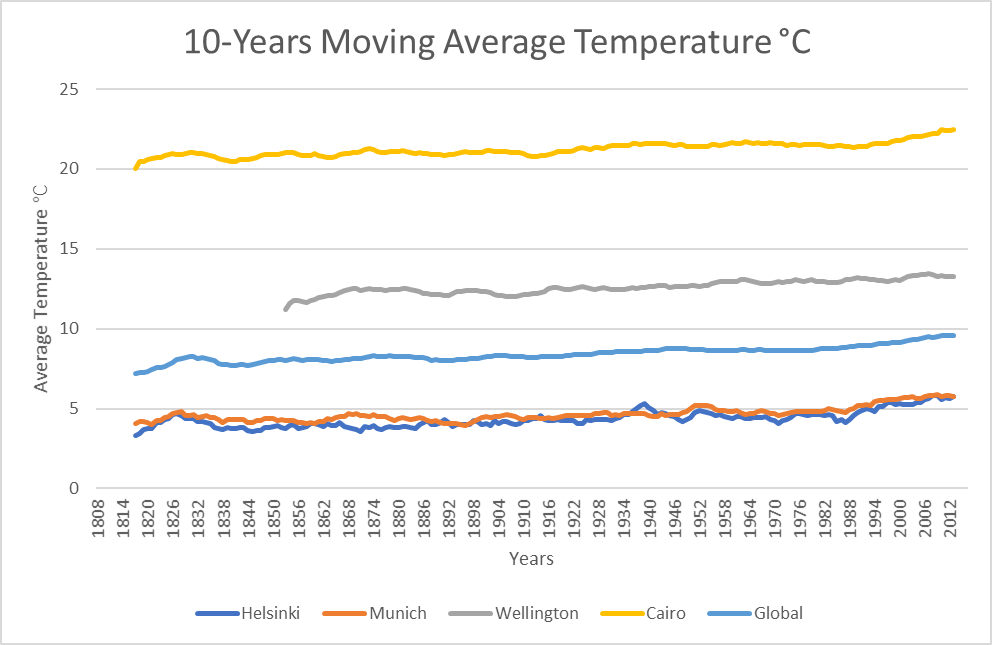 10-Years Moving Average Temperature °C
Average Temperature °C
25
20
15
10
5
0
1808 1814 1820 1826 1832 1838 1844 1850 1856 1862 1868 1874 1880 1886 1892 1898 1904 1910 1916 1922 1928 1934 1940 1946 1952 1958 1964 1970 1976 1982 1988 1994 2000 2006 2012
Years
Helsinki Munich Wellington Cairo Global